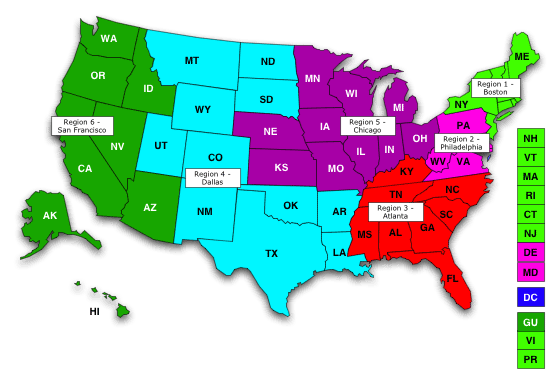 WA
OR
ID
MT
ND
SD
WY
MN
WI
MI
ME
NY
Region 1 -
Boston
Region 6 -
San Francisco
CA
NV
UT
CO
NE
KS
IA
IL
IN
OH
MO
Region 5 -
Chicago
PA
Region 2 -
Philadelphia
WV
VA
KY
Region 4 -
Dallas
AZ
NM
OK
TX
AR
LA
TN
NC
Region 3 -
Atlanta
SC
MS
AL
GA
FL
AK
HI
NH
VT
MA
RI
CT
NJ
DE
MD
DC
GU
VI
PR